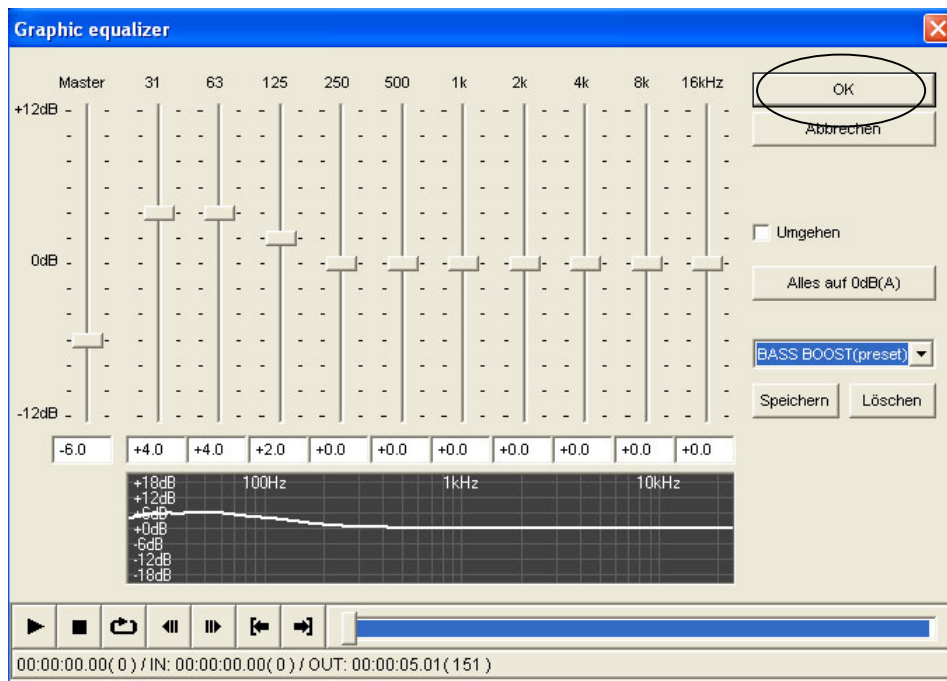 Graphic equalizer
Master 31 63 125 250 500 1k 2k 4k 8k 16kHz
+12dB
0dB
-12dB
OK
Abbrechen
Umgehen
Alles auf 0dB(A)
BASS BOOST(preset)
Speichern Löschen
-6.0 +4.0 +4.0 +2.0 +0.0 +0.0 +0.0 +0.0 +0.0 +0.0 +0.0
+18dB 100Hz 1kHz 10kHz
+12dB
+6dB
+0dB
-6dB
-12dB
-18dB
00:00:00.00( 0 ) / IN: 00:00:00.00( 0 ) / OUT: 00:00:05.01( 151 )